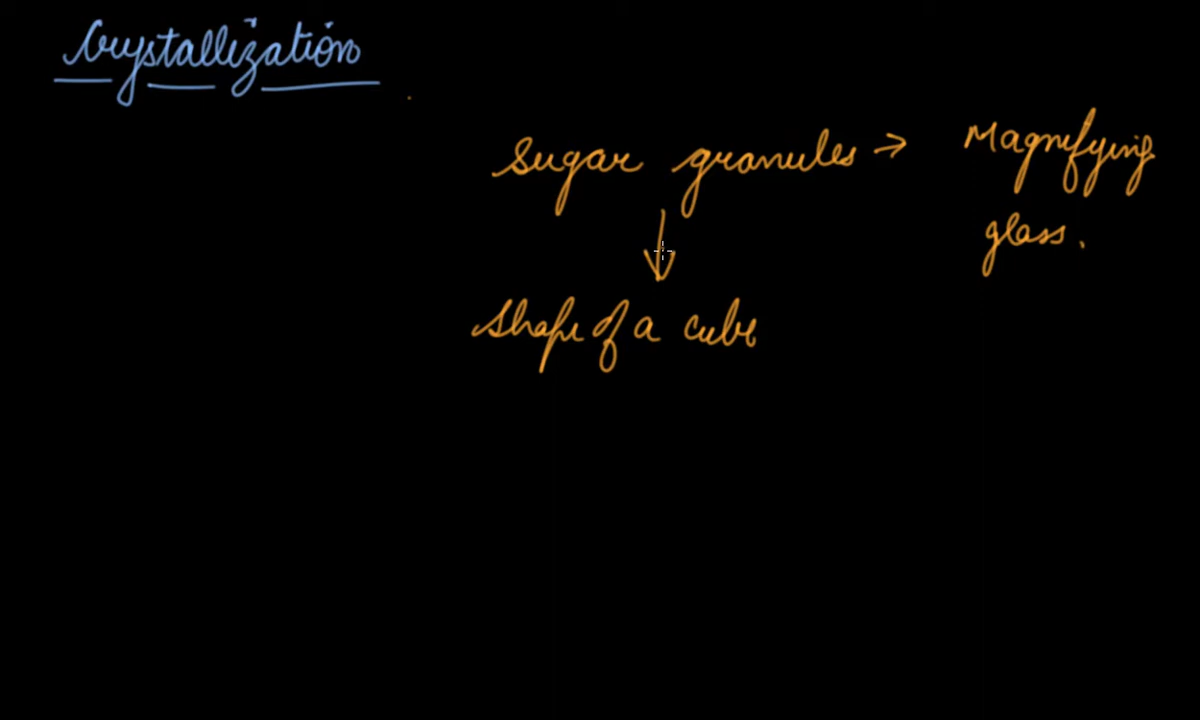 Crystallization
Sugar granules → Magnifying
glass.
↓
Shape of a cube